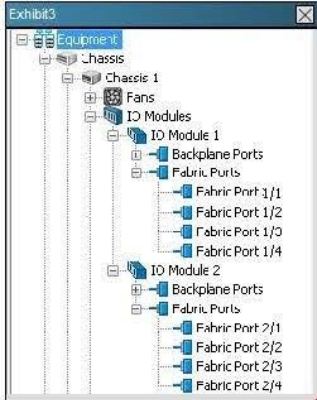 Exhibit3
Equipment
Chassis
Chassis 1
Fans
IO Modules
IO Module 1
Backplane Ports
Fabric Ports
Fabric Port 1/1
Fabric Port 1/2
Fabric Port 1/3
Fabric Port 1/4
IO Module 2
Backplane Ports
Fabric Ports
Fabric Port 2/1
Fabric Port 2/2
Fabric Port 2/3
Fabric Port 2/4